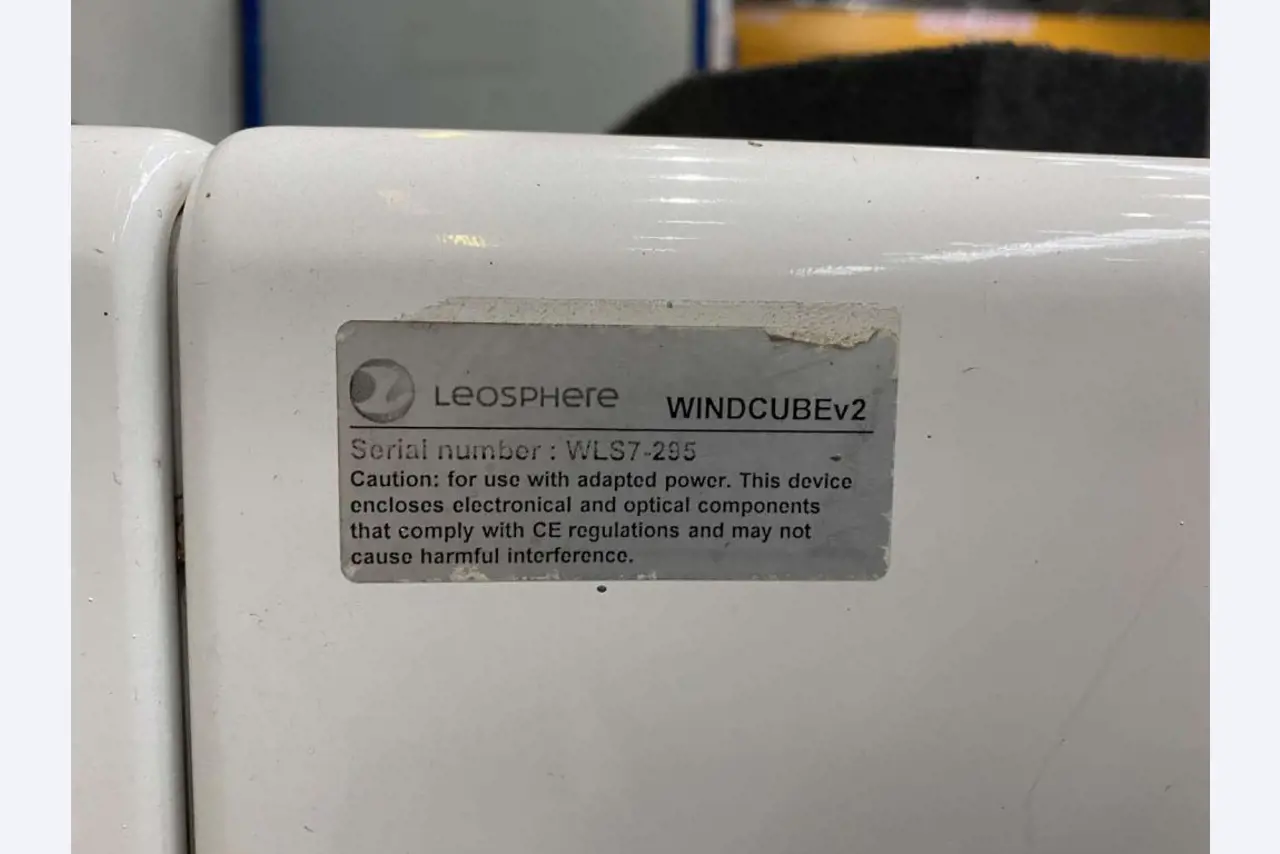 LEOSPHERE WINDCUBEv2
Serial number : WLS7-295
Caution: for use with adapted power. This device
encloses electronical and optical components
that comply with CE regulations and may not
cause harmful interference.